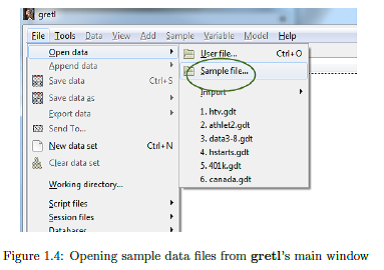 gretl
File Tools Data View Add Sample Variable Model Help
Open data
Append data
Save data Ctrl+S
Save data as
Export data
Send To...
New data set Ctrl+N
Clear data set
Working directory...
Script files
Session files
Databases
User file... Ctrl+O
Sample file...
Import
1. htv.gdt
2. athlet2.gdt
3. data3-8.gdt
4. hstarts.gdt
5. 401k.gdt
6. canada.gdt
Figure 1.4: Opening sample data files from gretl's main window